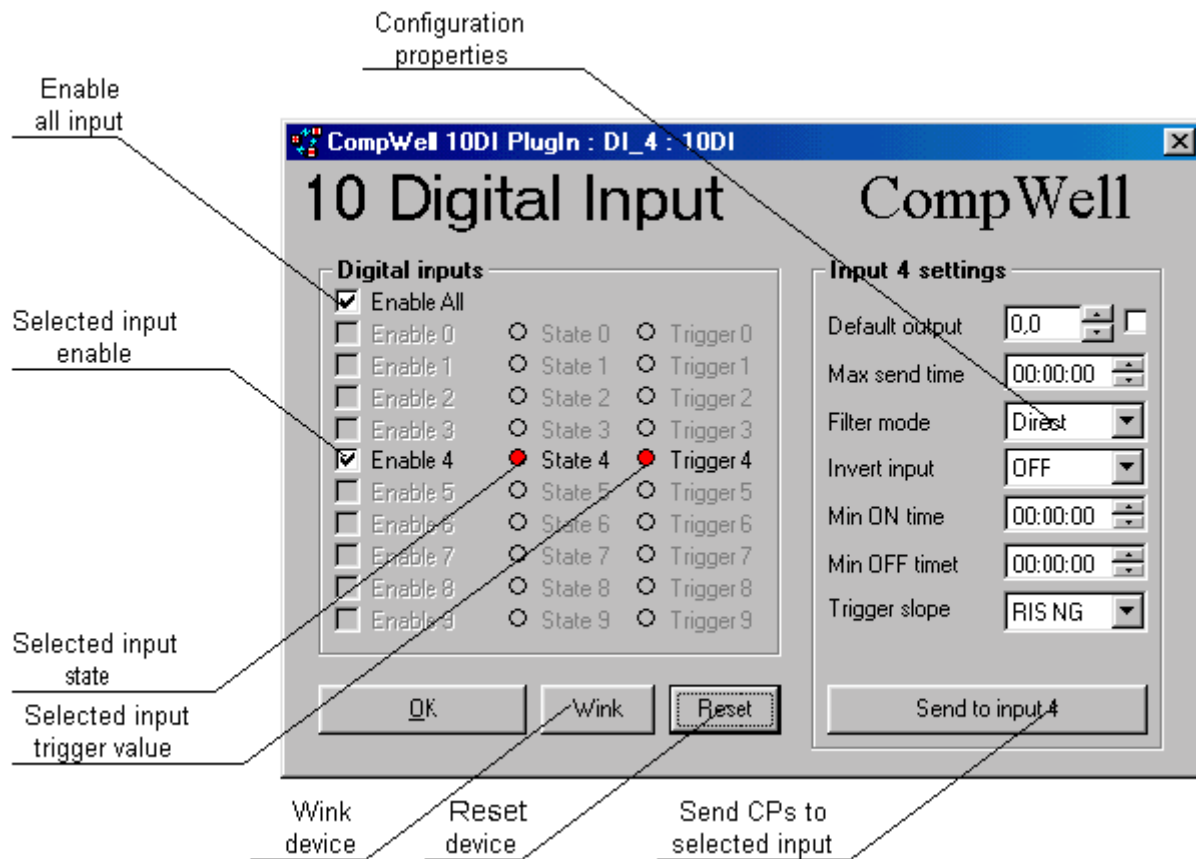 Configuration
properties
Enable
all input
CompWell 10DI PlugIn : DI_4 : 10DI
10 Digital Input
CompWell
Digital inputs
Enable All
Enable 0 State 0 Trigger 0
Enable 1 State 1 Trigger 1
Enable 2 State 2 Trigger 2
Enable 3 State 3 Trigger 3
Enable 4 State 4 Trigger 4
Enable 5 State 5 Trigger 5
Enable 6 State 6 Trigger 6
Enable 7 State 7 Trigger 7
Enable 8 State 8 Trigger 8
Enable 9 State 9 Trigger 9
Input 4 settings
Default output 0,0
Max send time 00:00:00
Filter mode Direct
Invert input OFF
Min ON time 00:00:00
Min OFF timet 00:00:00
Trigger slope RIS NG
Selected input
enable
Selected input
state
Selected input
trigger value
OK
Wink
Reset
Send to input 4
Wink
device
Reset
device
Send CPs to
selected input